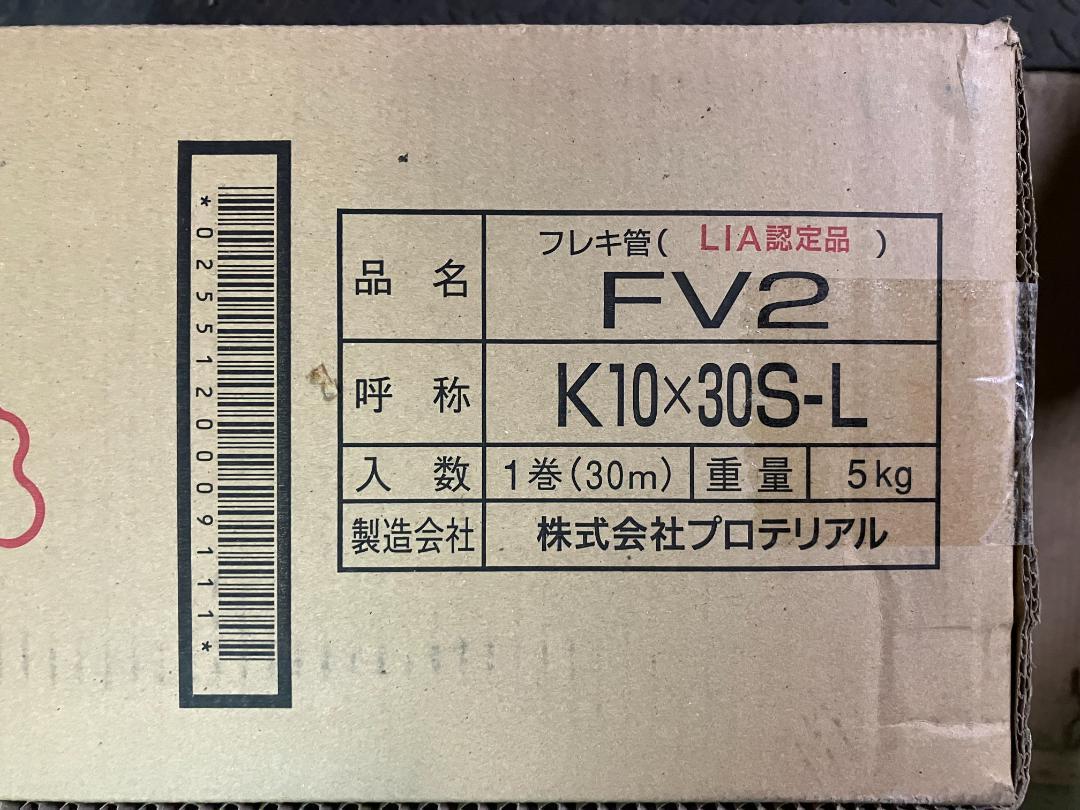 *0255120009111*
品名 フレキ管( LIA認定品 )
FV2
呼称 K10×30S-L
入数 1巻(30m) 重量 5kg
製造会社 株式会社プロテリアル